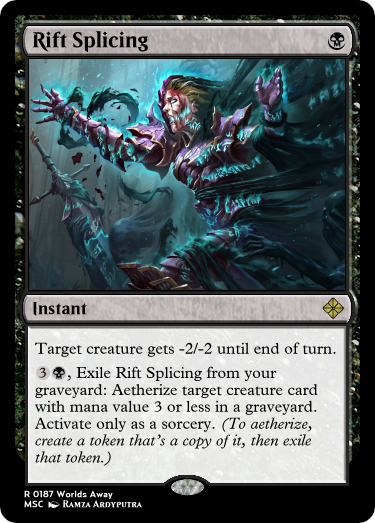 Rift Splicing
Instant
Target creature gets -2/-2 until end of turn.
3 , Exile Rift Splicing from your
graveyard: Aetherize target creature card
with mana value 3 or less in a graveyard.
Activate only as a sorcery. (To aetherize,
create a token that's a copy of it, then exile
that token.)
R 0187 Worlds Away
MSC Ramza Ardyputra